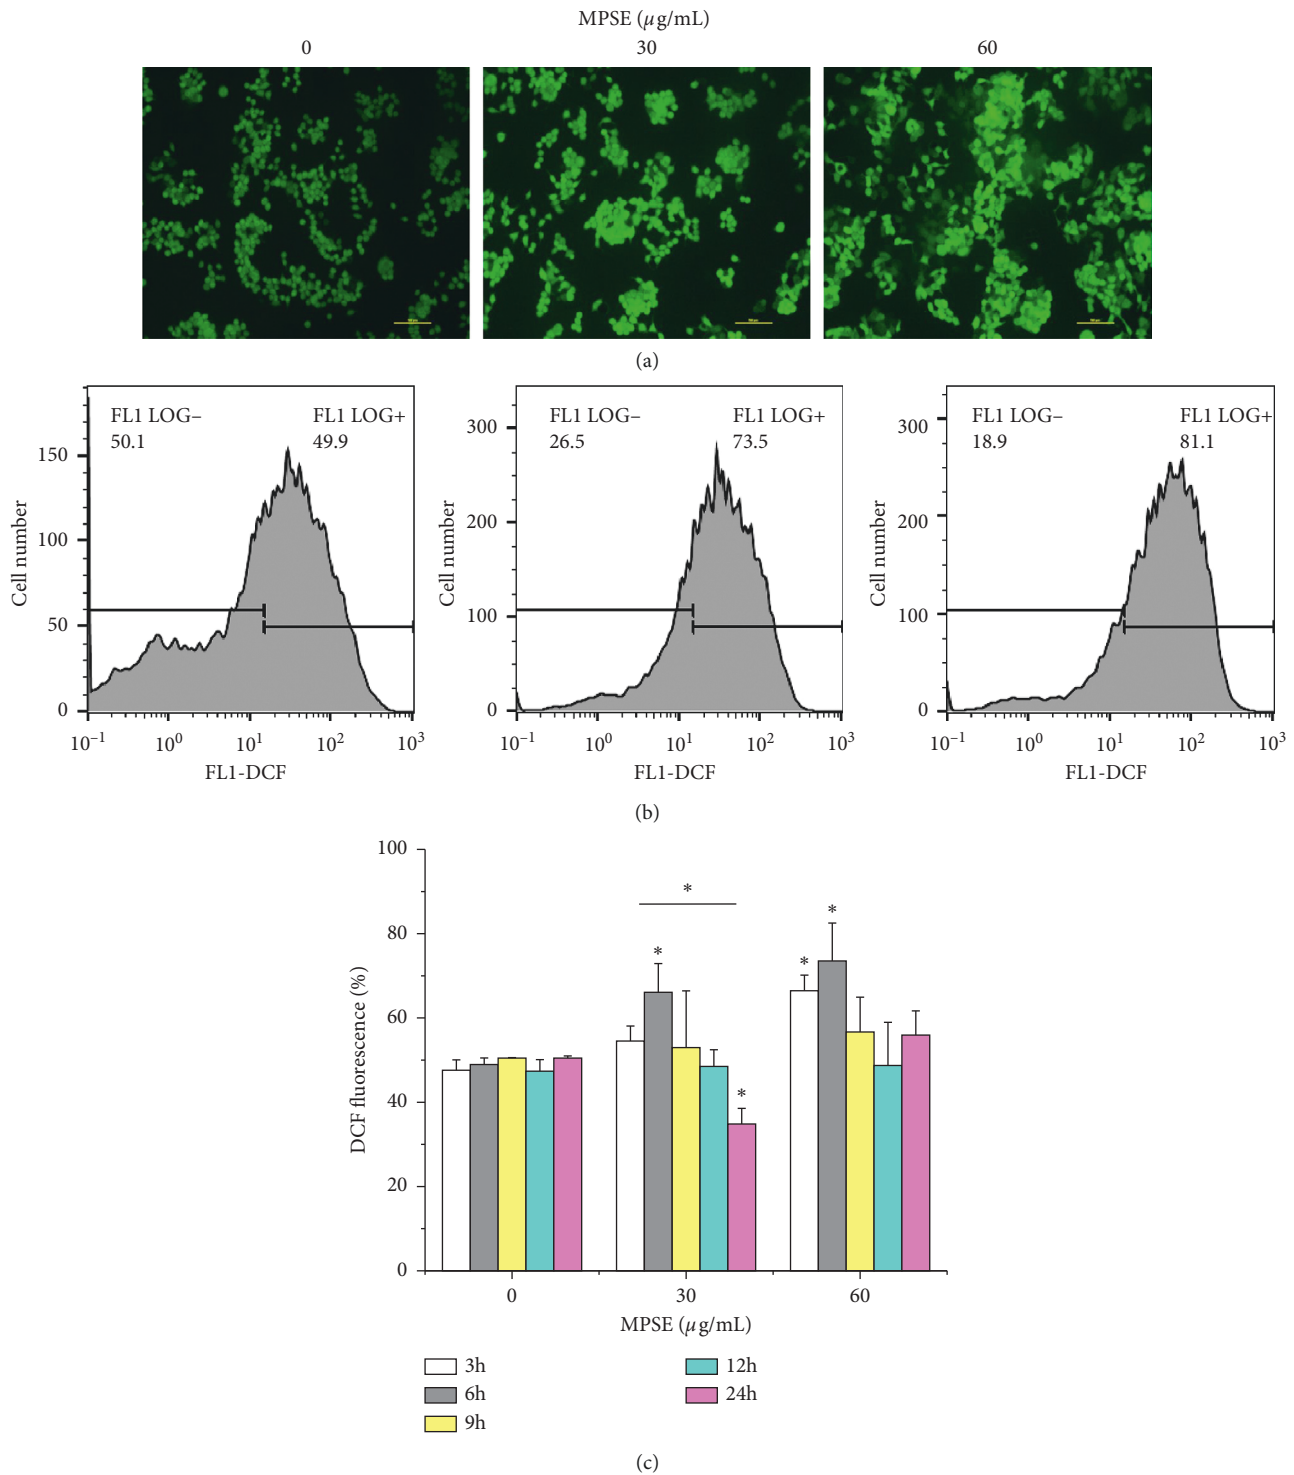 MPSE (μg/mL)
0 30 60
(a)
FL1 LOG– FL1 LOG+
50.1 49.9
150
100
50
0
Cell number
10⁻¹ 10⁰ 10¹ 10² 10³
FL1-DCF
FL1 LOG– FL1 LOG+
26.5 73.5
300
200
100
0
Cell number
10⁻¹ 10⁰ 10¹ 10² 10³
FL1-DCF
FL1 LOG– FL1 LOG+
18.9 81.1
300
200
100
0
Cell number
10⁻¹ 10⁰ 10¹ 10² 10³
FL1-DCF
(b)
100
80
60
40
20
0
DCF fluorescence (%)
*
*
*
*
*
0 30 60
MPSE (μg/mL)
3h
6h
9h
12h
24h
(c)